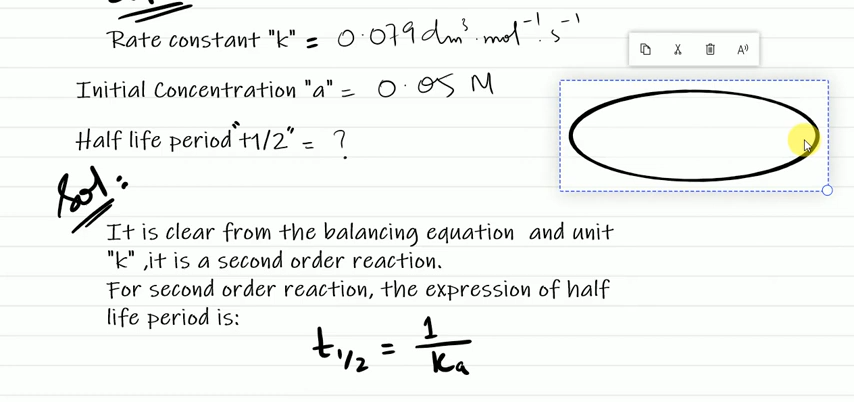 Rate constant "k" = 0.079 dm³.mol⁻¹.s⁻¹
Initial Concentration "a" = 0.05 M
Half life period "t1/2" = ?
Sol:
It is clear from the balancing equation and unit
"k" ,it is a second order reaction.
For second order reaction, the expression of half
life period is:
t1/2 = 1/Ka